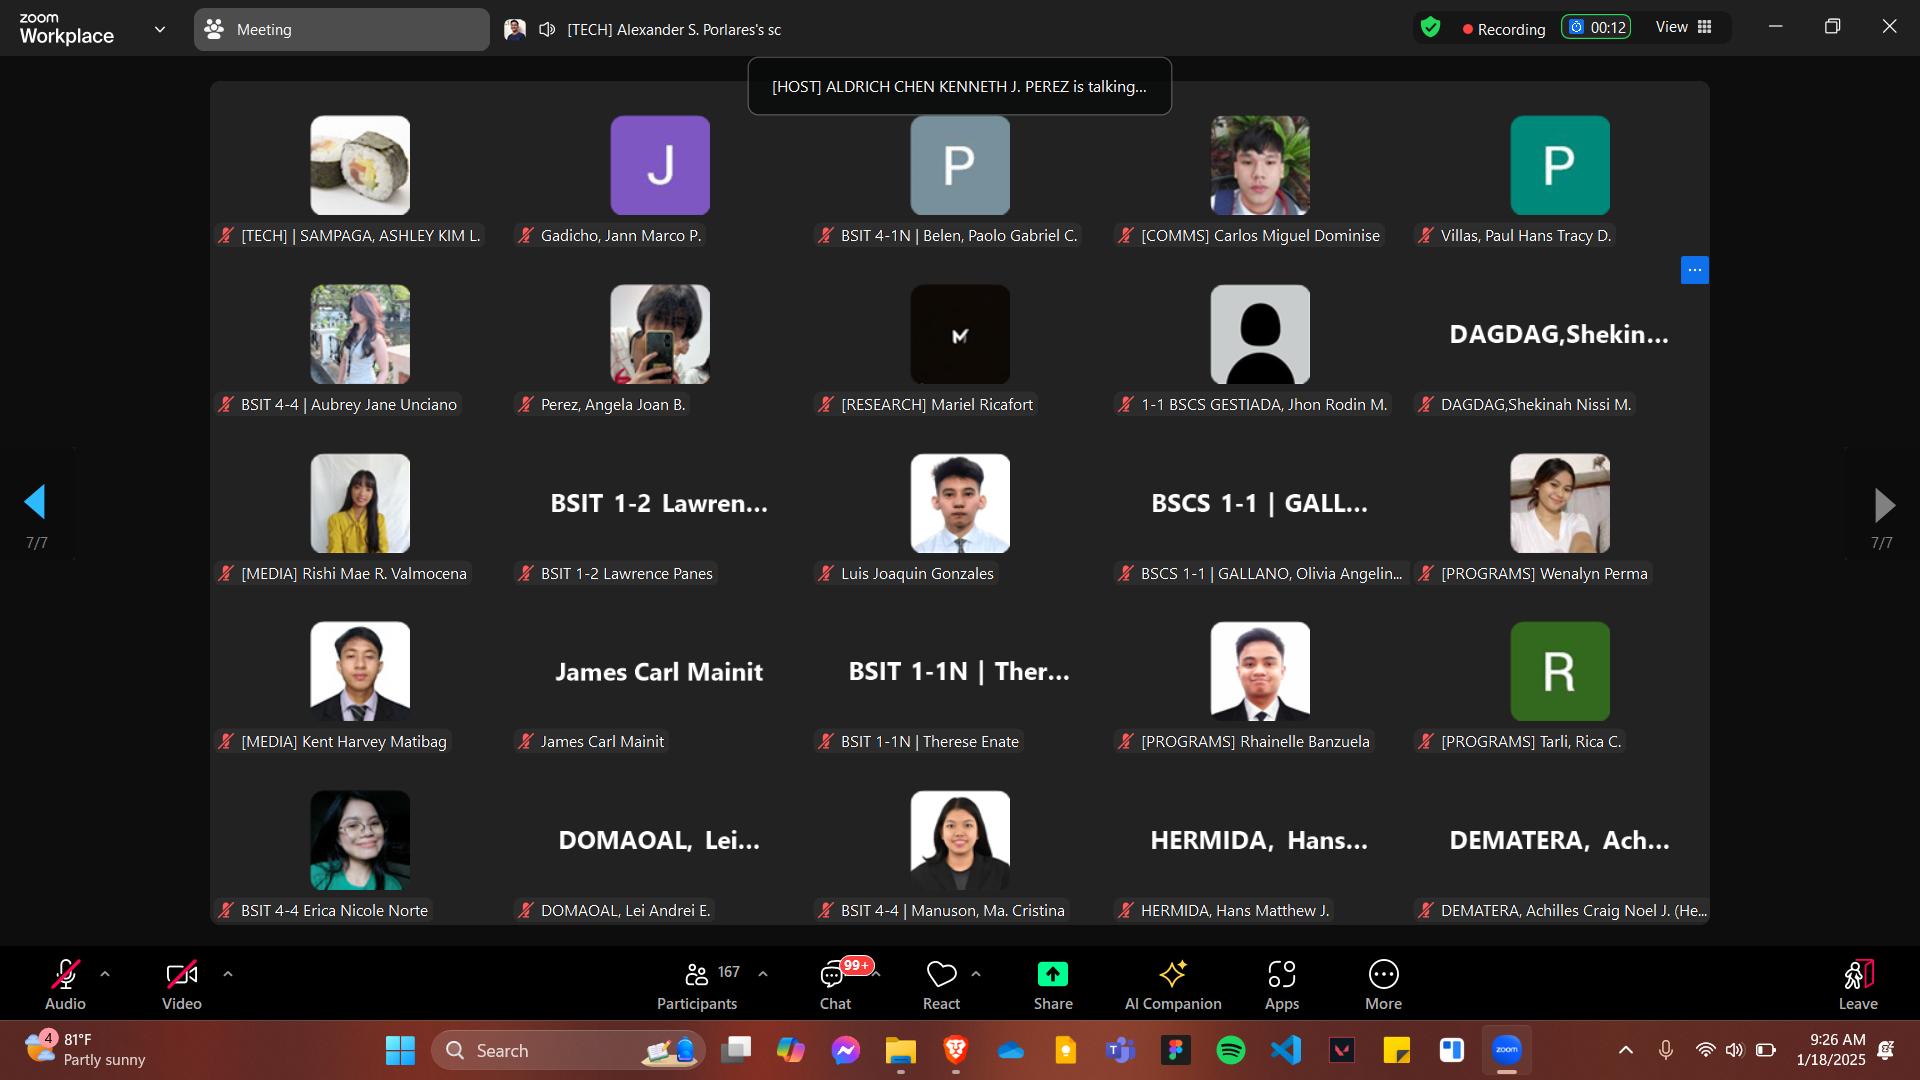 zoom
Workplace
Meeting
[TECH] Alexander S. Porlares's sc
Recording
00:12
View
[HOST] ALDRICH CHEN KENNETH J. PEREZ is talking...
J
P
P
[TECH] | SAMPAGA, ASHLEY KIM L.
Gadicho, Jann Marco P.
BSIT 4-1N | Belen, Paolo Gabriel C.
[COMMS] Carlos Miguel Dominise
Villas, Paul Hans Tracy D.
M
DAGDAG,Shekin...
BSIT 4-4 | Aubrey Jane Unciano
Perez, Angela Joan B.
[RESEARCH] Mariel Ricafort
1-1 BSCS GESTIADA, Jhon Rodin M.
DAGDAG,Shekinah Nissi M.
BSIT 1-2 Lawren...
BSCS 1-1 | GALL...
7/7
7/7
[MEDIA] Rishi Mae R. Valmocena
BSIT 1-2 Lawrence Panes
Luis Joaquin Gonzales
BSCS 1-1 | GALLANO, Olivia Angelin...
[PROGRAMS] Wenalyn Perma
James Carl Mainit
BSIT 1-1N | Ther...
R
[MEDIA] Kent Harvey Matibag
James Carl Mainit
BSIT 1-1N | Therese Enate
[PROGRAMS] Rhainelle Banzuela
[PROGRAMS] Tarli, Rica C.
DOMAOAL, Lei...
HERMIDA, Hans...
DEMATERA, Ach...
BSIT 4-4 Erica Nicole Norte
DOMAOAL, Lei Andrei E.
BSIT 4-4 | Manuson, Ma. Cristina
HERMIDA, Hans Matthew J.
DEMATERA, Achilles Craig Noel J. (He...
167
99+
Audio
Video
Participants
Chat
React
Share
AI Companion
Apps
More
Leave
4
81°F
Partly sunny
Search
zoom
9:26 AM
1/18/2025